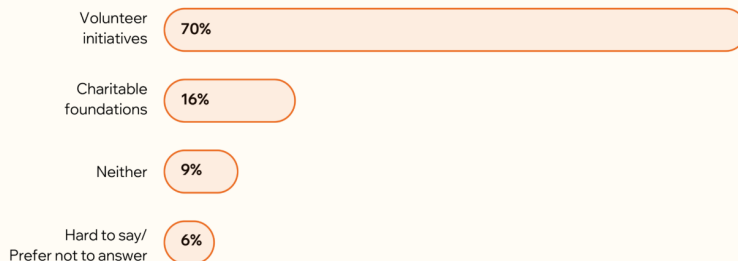 Volunteer
initiatives
70%
Charitable
foundations
16%
Neither
9%
Hard to say/
Prefer not to answer
6%